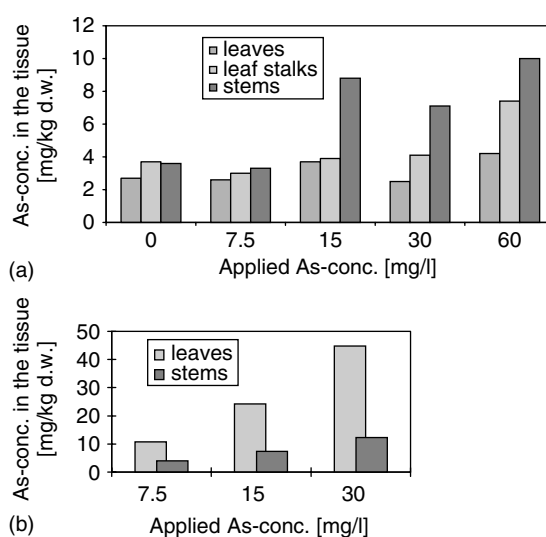 As-conc. in the tissue
[mg/kg d.w.]
12
10
8
6
4
2
0
leaves
leaf stalks
stems
0 7.5 15 30 60
Applied As-conc. [mg/l]
(a)
As-conc. in the tissue
[mg/kg d.w.]
50
40
30
20
10
0
leaves
stems
7.5 15 30
Applied As-conc. [mg/l]
(b)